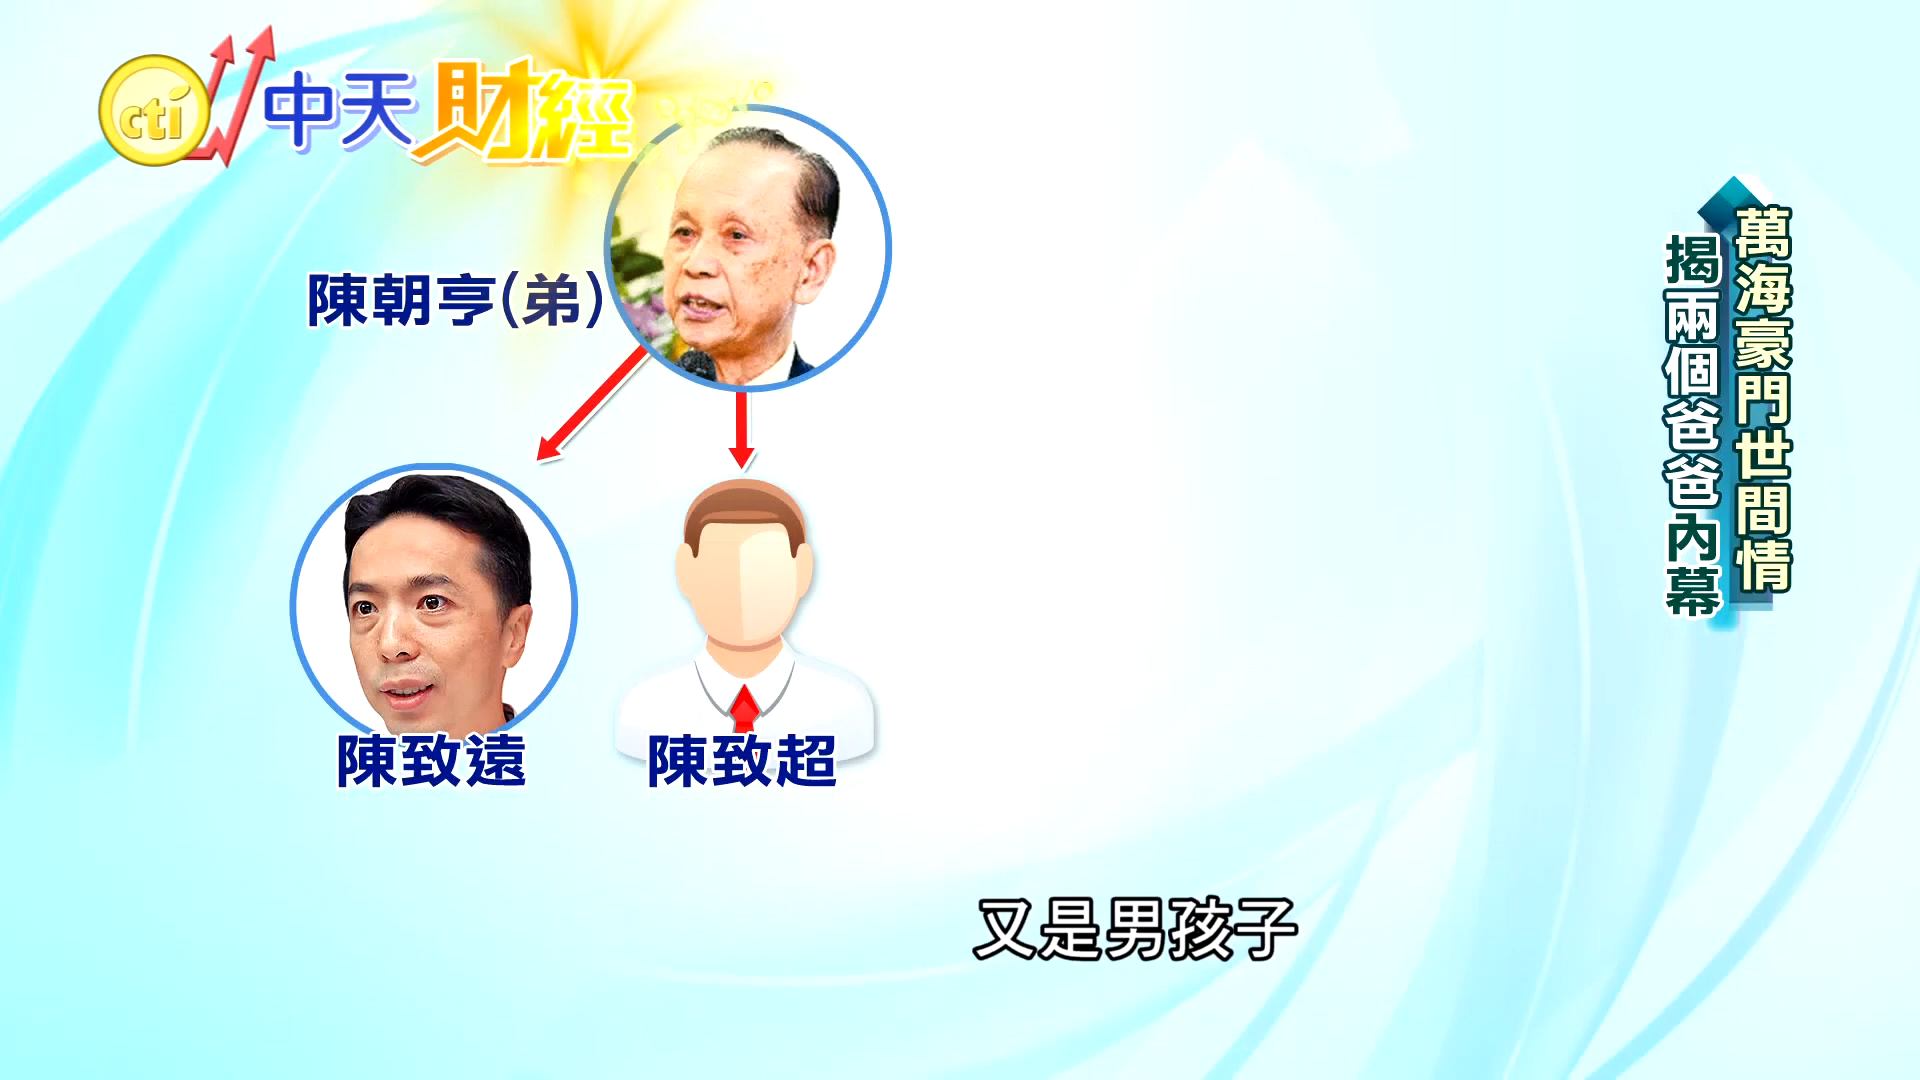 cti 中天財經
陳朝亨(弟)
陳致遠
陳致超
萬海豪門世間情
揭兩個爸爸內幕
又是男孩子